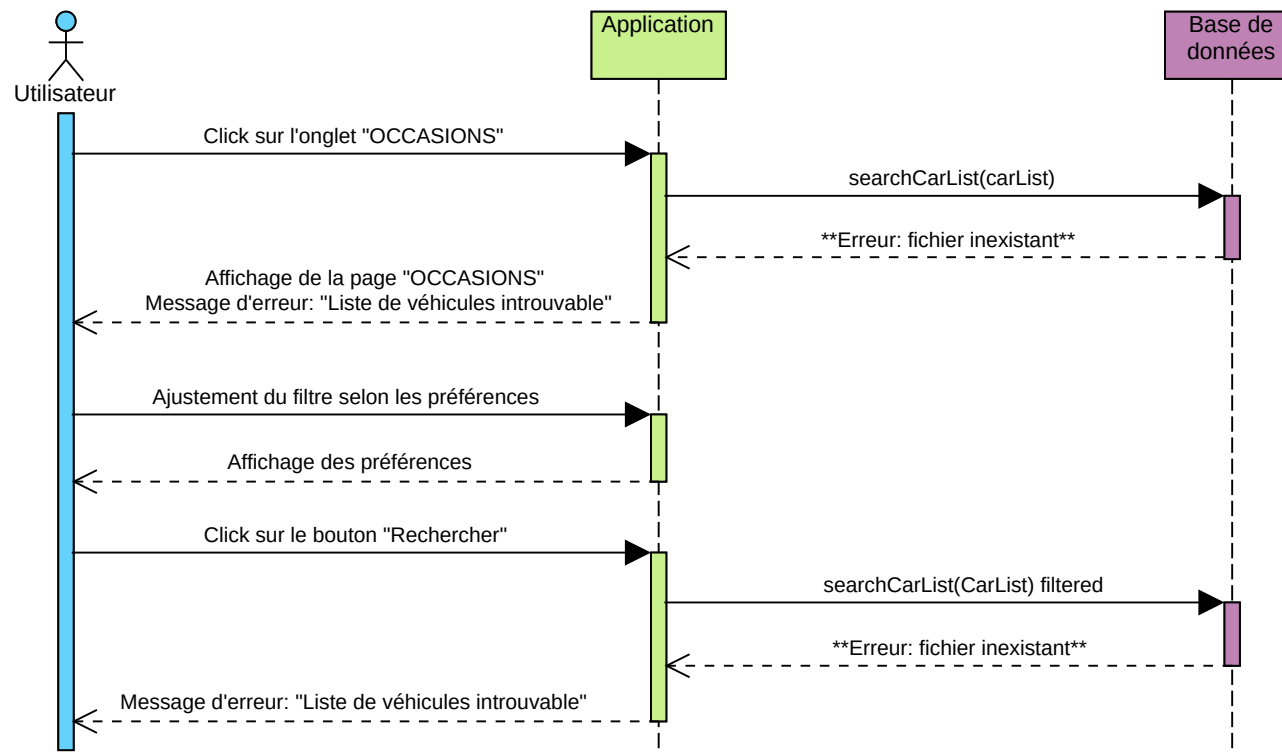 Application
Base de
données
Utilisateur
Click sur l'onglet "OCCASIONS"
searchCarList(carList)
**Erreur: fichier inexistant**
Affichage de la page "OCCASIONS"
Message d'erreur: "Liste de véhicules introuvable"
Ajustement du filtre selon les préférences
Affichage des préférences
Click sur le bouton "Rechercher"
searchCarList(CarList) filtered
**Erreur: fichier inexistant**
Message d'erreur: "Liste de véhicules introuvable"